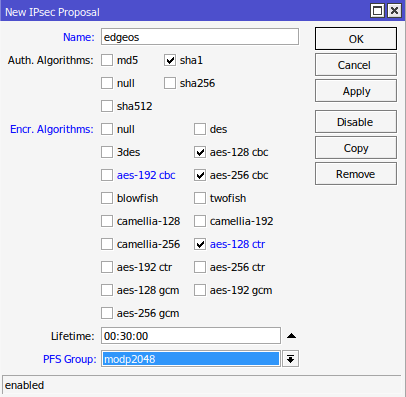 New IPsec Proposal
Name: edgeos
OK
Auth. Algorithms: md5 sha1
Cancel
null sha256
Apply
sha512
Encr. Algorithms: null des
Disable
3des aes-128 cbc
Copy
aes-192 cbc aes-256 cbc
Remove
blowfish twofish
camellia-128 camellia-192
camellia-256 aes-128 ctr
aes-192 ctr aes-256 ctr
aes-128 gcm aes-192 gcm
aes-256 gcm
Lifetime: 00:30:00
PFS Group: modp2048
enabled